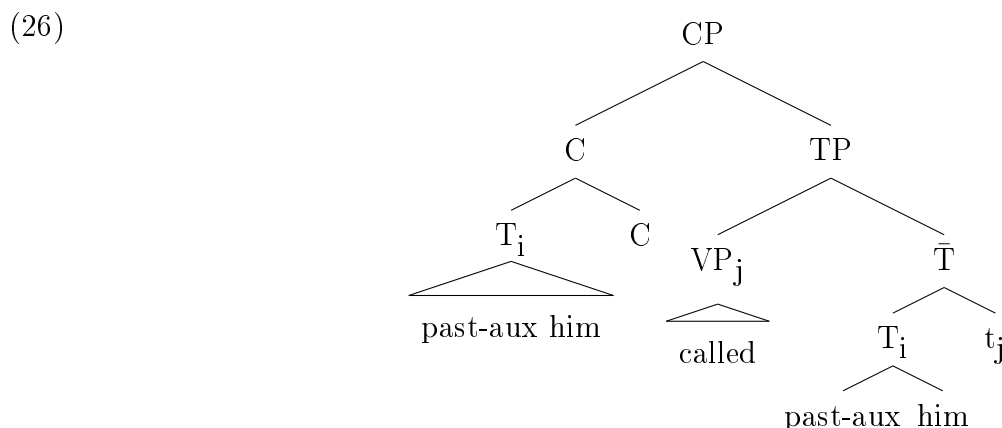 (26)
CP
C TP
T_i C VP_j T̄
past-aux him called T_i t_j
past-aux him